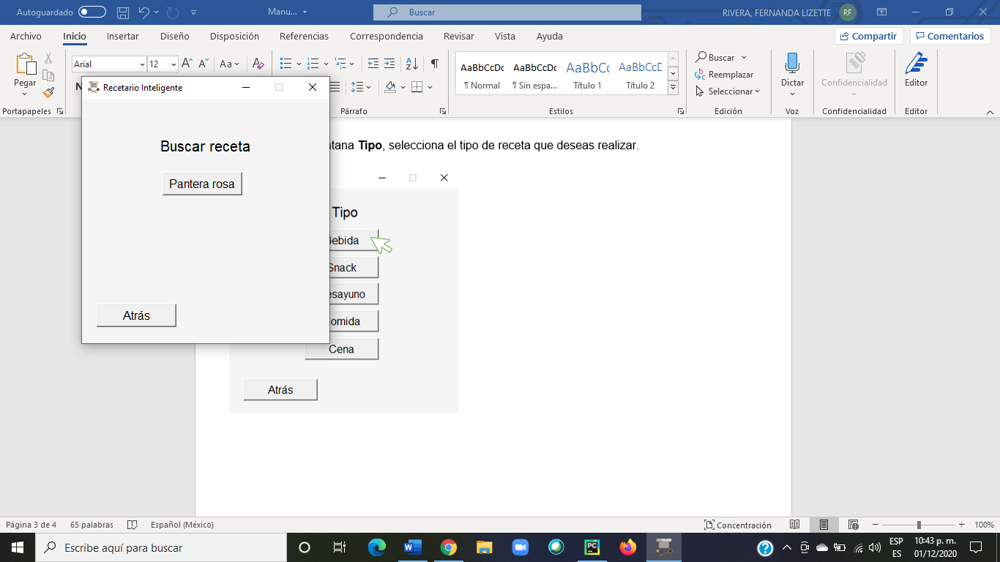 Autoguardado
Manu...
Buscar
RIVERA, FERNANDA LIZETTE
RF
Archivo Inicio Insertar Diseño Disposición Referencias Correspondencia Revisar Vista Ayuda
Compartir Comentarios
Pegar
Portapapeles
Arial 12
Aa
N
Párrafo
AaBbCcDc AaBbCcDc AaBbCc AaBbCcD
¶ Normal ¶ Sin espa... Título 1 Título 2
Estilos
Buscar
Reemplazar
Seleccionar
Edición
Dictar
Voz
Confidencialidad
Confidencialidad
Editor
Editor
Recetario Inteligente
Buscar receta
Pantera rosa
Atrás
ntana Tipo, selecciona el tipo de receta que deseas realizar.
Tipo
Bebida
Snack
esayuno
omida
Cena
Atrás
Página 3 de 4 65 palabras Español (México)
Concentración
100%
Escribe aquí para buscar
PC
ESP
ES
10:43 p. m.
01/12/2020